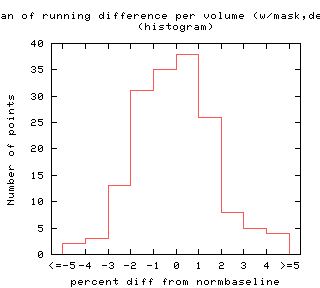 an of running difference per volume (w/mask,de
(histogram)
40
35
30
25
20
15
10
5
0
Number of points
<=-5 -4 -3 -2 -1 0 1 2 3 4 >=5
percent diff from normbaseline